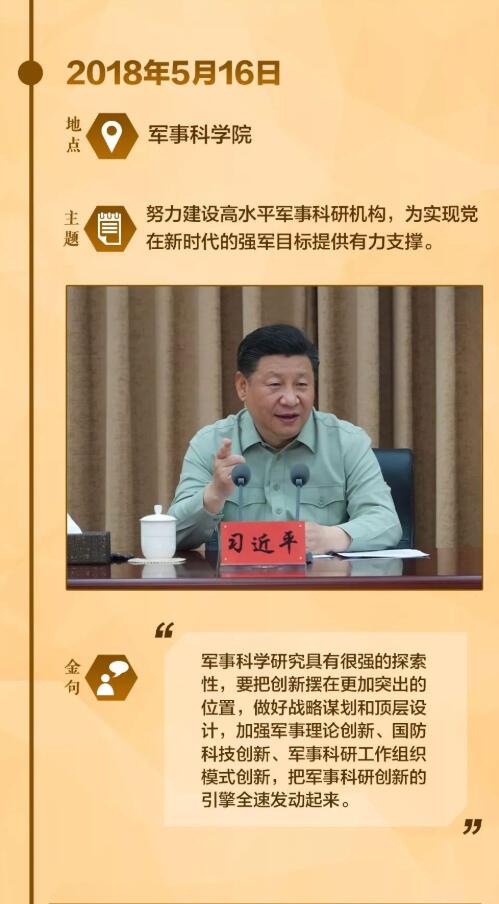 2018年5月16日
地点
军事科学院
主题
努力建设高水平军事科研机构，为实现党
在新时代的强军目标提供有力支撑。
习近平
金句
“
军事科学研究具有很强的探索
性，要把创新摆在更加突出的
位置，做好战略谋划和顶层设
计，加强军事理论创新、国防
科技创新、军事科研工作组织
模式创新，把军事科研创新的
引擎全速发动起来。
”